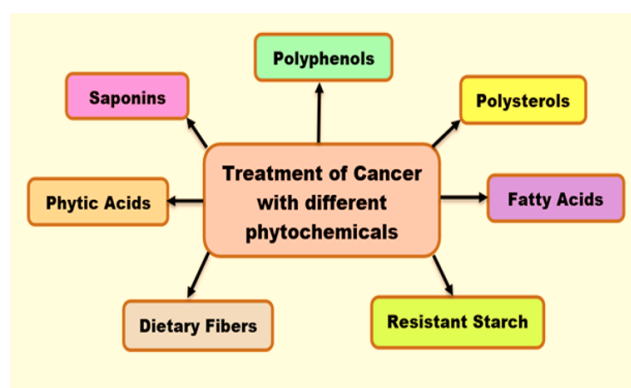 Polyphenols
Saponins
Polysterols
Treatment of Cancer
with different
phytochemicals
Phytic Acids
Fatty Acids
Dietary Fibers
Resistant Starch